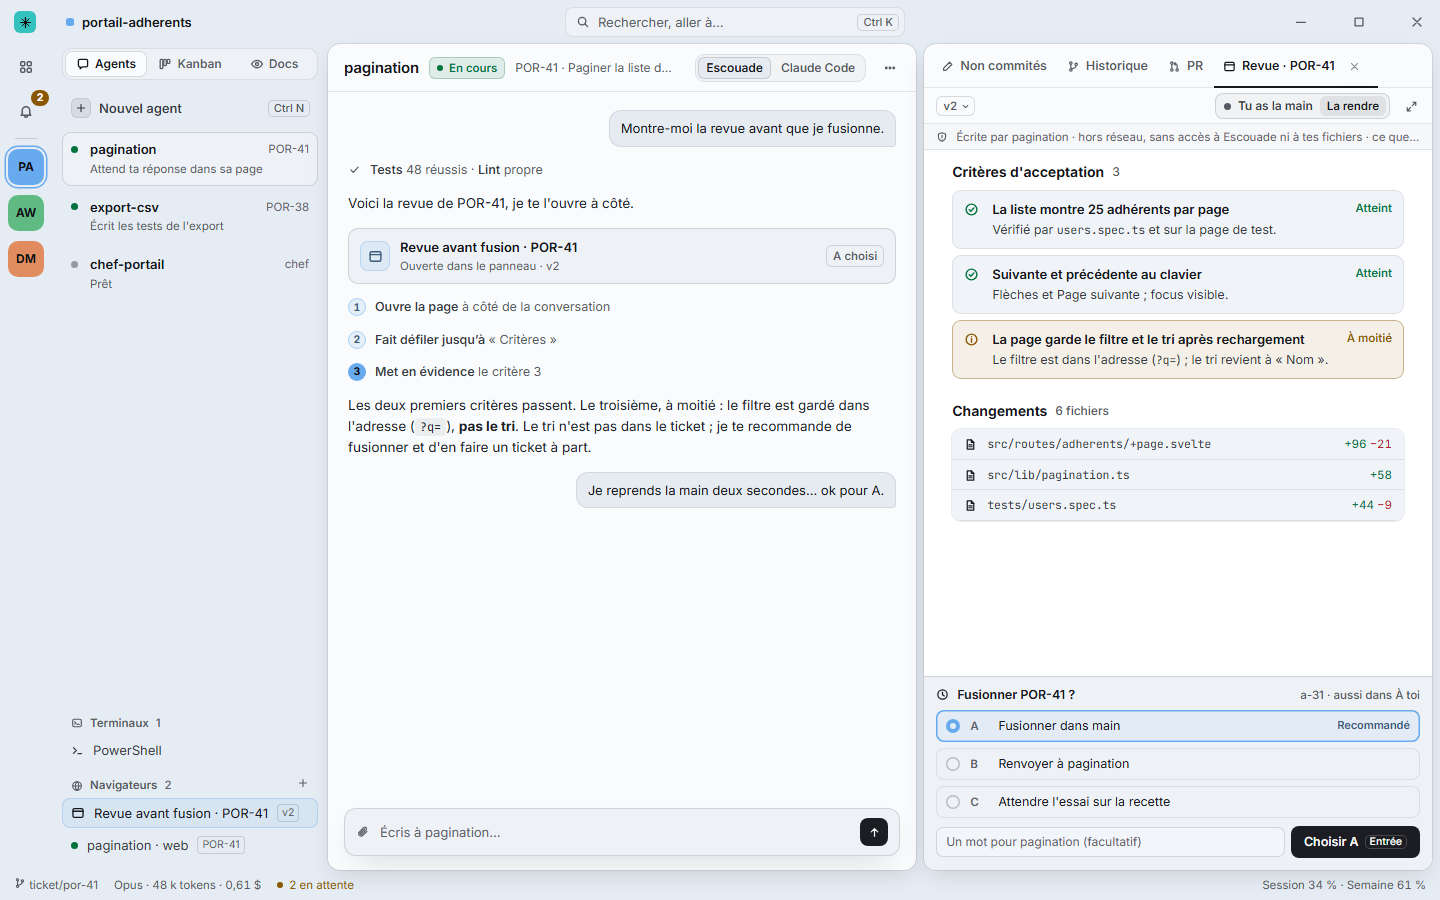 portail-adherents
Rechercher, aller à...
Ctrl K
2
PA
AW
DM
Agents
Kanban
Docs
Nouvel agent
Ctrl N
pagination
POR-41
Attend ta réponse dans sa page
export-csv
POR-38
Écrit les tests de l'export
chef-portail
chef
Prêt
Terminaux 1
PowerShell
Navigateurs 2
Revue avant fusion · POR-41 v2
pagination · web POR-41
pagination
En cours
POR-41 · Paginer la liste d...
Escouade
Claude Code
Montre-moi la revue avant que je fusionne.
Tests 48 réussis · Lint propre
Voici la revue de POR-41, je te l'ouvre à côté.
Revue avant fusion · POR-41
Ouverte dans le panneau · v2
A choisi
1 Ouvre la page à côté de la conversation
2 Fait défiler jusqu'à « Critères »
3 Met en évidence le critère 3
Les deux premiers critères passent. Le troisième, à moitié : le filtre est gardé dans
l'adresse ( ?q= ), pas le tri. Le tri n'est pas dans le ticket ; je te recommande de
fusionner et d'en faire un ticket à part.
Je reprends la main deux secondes... ok pour A.
Écris à pagination...
Non commités
Historique
PR
Revue · POR-41
v2
Tu as la main
La rendre
Écrite par pagination · hors réseau, sans accès à Escouade ni à tes fichiers · ce que...
Critères d'acceptation 3
La liste montre 25 adhérents par page
Atteint
Vérifié par users.spec.ts et sur la page de test.
Suivante et précédente au clavier
Atteint
Flèches et Page suivante ; focus visible.
La page garde le filtre et le tri après rechargement
À moitié
Le filtre est dans l'adresse (?q=) ; le tri revient à « Nom ».
Changements 6 fichiers
src/routes/adherents/+page.svelte
+96 −21
src/lib/pagination.ts
+58
tests/users.spec.ts
+44 −9
Fusionner POR-41 ?
a-31 · aussi dans À toi
A Fusionner dans main
Recommandé
B Renvoyer à pagination
C Attendre l'essai sur la recette
Un mot pour pagination (facultatif)
Choisir A Entrée
ticket/por-41
Opus · 48 k tokens · 0,61 $
2 en attente
Session 34 % · Semaine 61 %